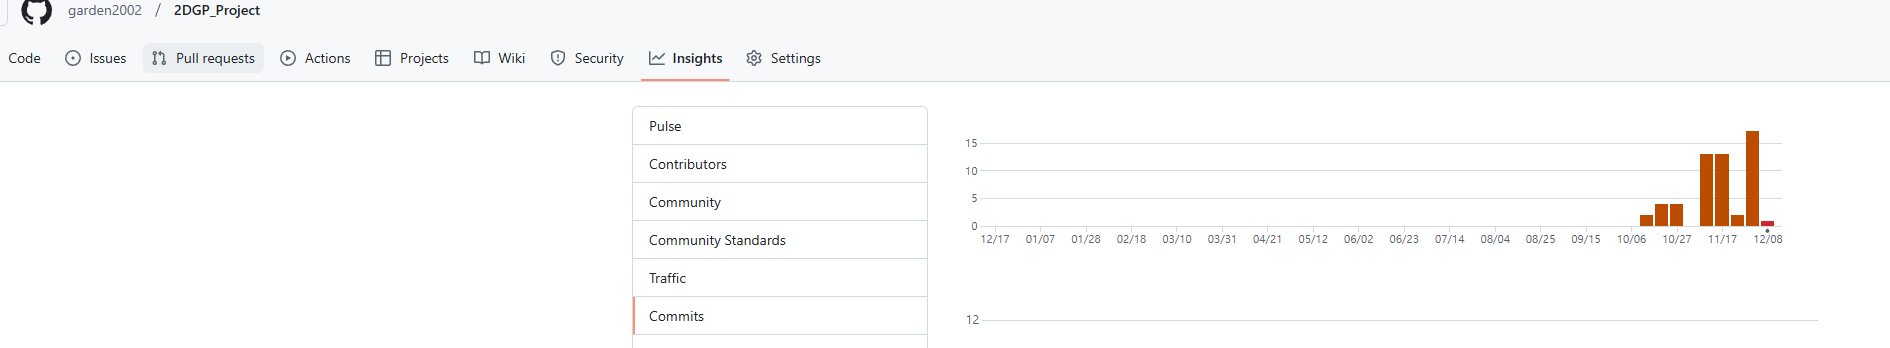 garden2002 / 2DGP_Project
Code Issues Pull requests Actions Projects Wiki Security Insights Settings
Pulse
Contributors
Community
Community Standards
Traffic
Commits
15
10
5
0
12/17 01/07 01/28 02/18 03/10 03/31 04/21 05/12 06/02 06/23 07/14 08/04 08/25 09/15 10/06 10/27 11/17 12/08
12